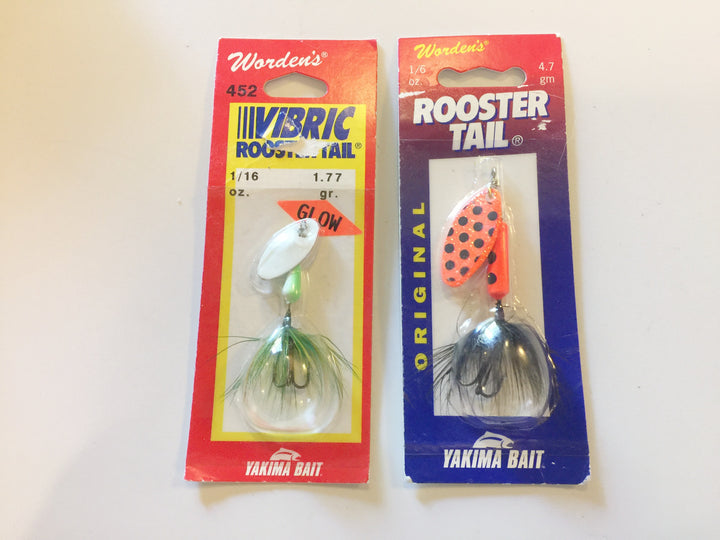 Worden's®
452
VIBRIC
ROOSTER TAIL®
1/16 oz.
1.77 gr.
GLOW
YAKIMA BAIT
Worden's®
1/6 oz.
4.7 gm
ROOSTER
TAIL®
ORIGINAL
YAKIMA BAIT